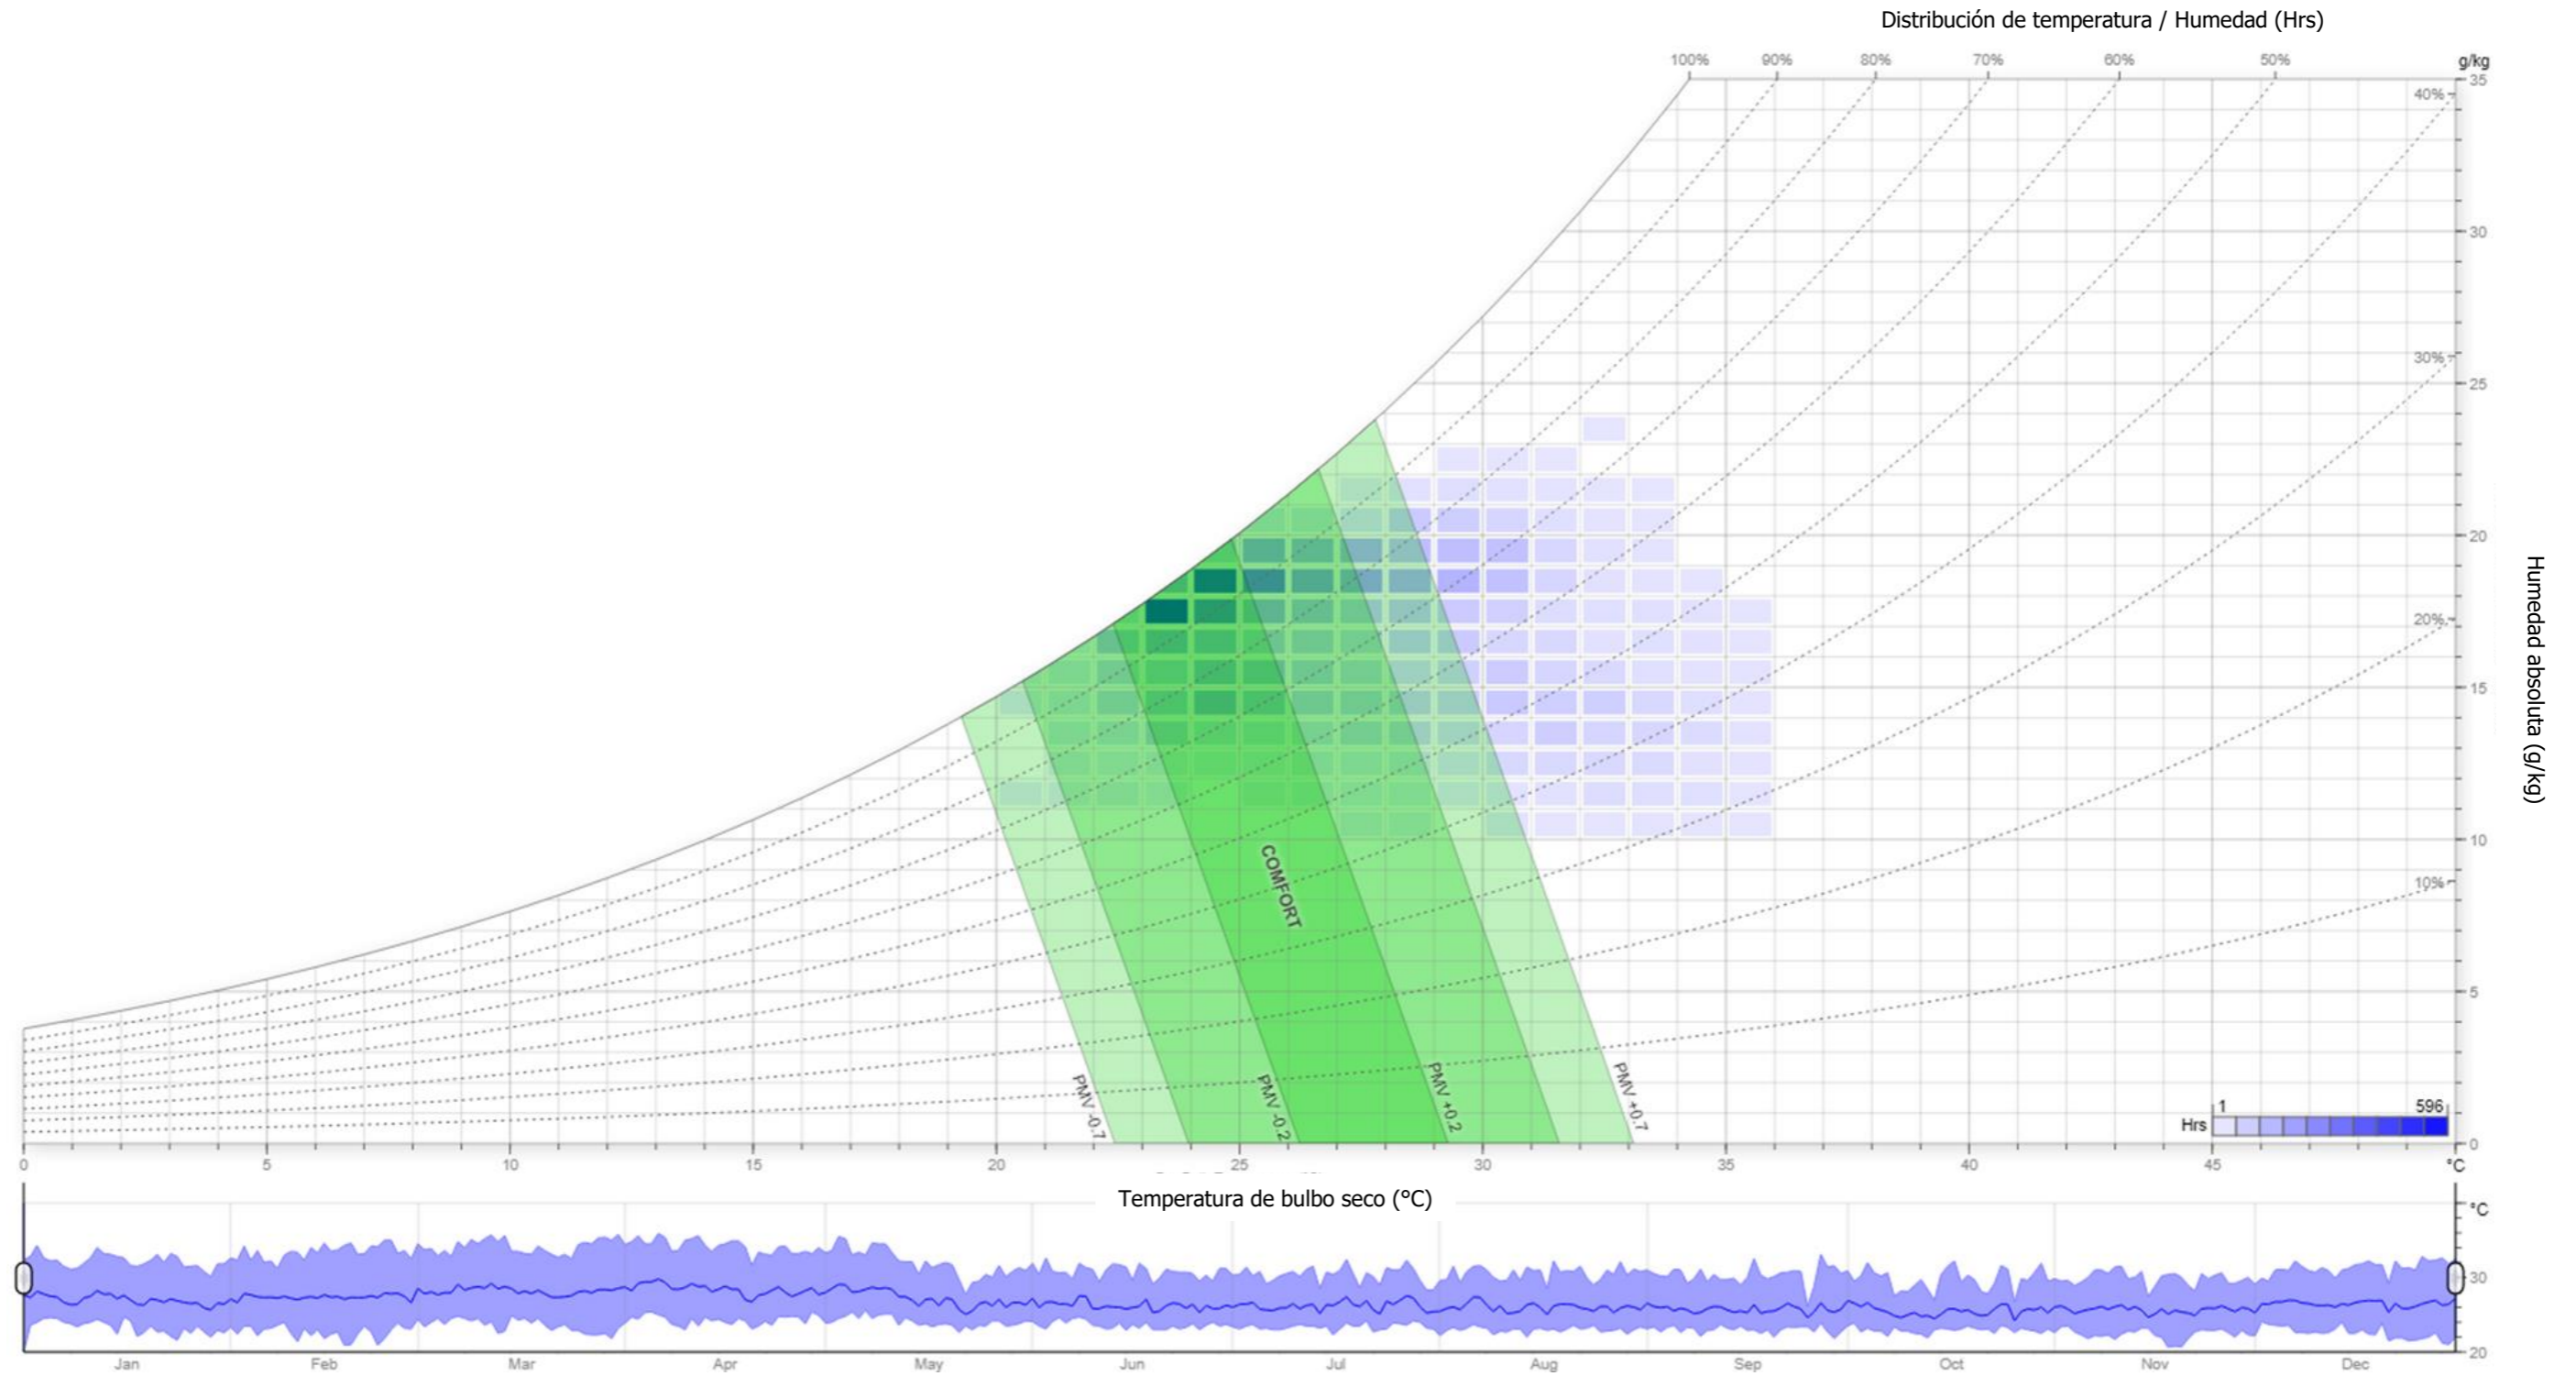 Distribución de temperatura / Humedad (Hrs)
100% 90% 80% 70% 60% 50% g/kg
35
40%
30
30%
25
20
20%
15
10
10%
5
0
Humedad absoluta (g/kg)
COMFORT
PMV -0.7
PMV -0.2
PMV +0.2
PMV +0.7
1 596
Hrs
0 5 10 15 20 25 30 35 40 45 °C
Temperatura de bulbo seco (°C)
°C
30
20
Jan Feb Mar Apr May Jun Jul Aug Sep Oct Nov Dec